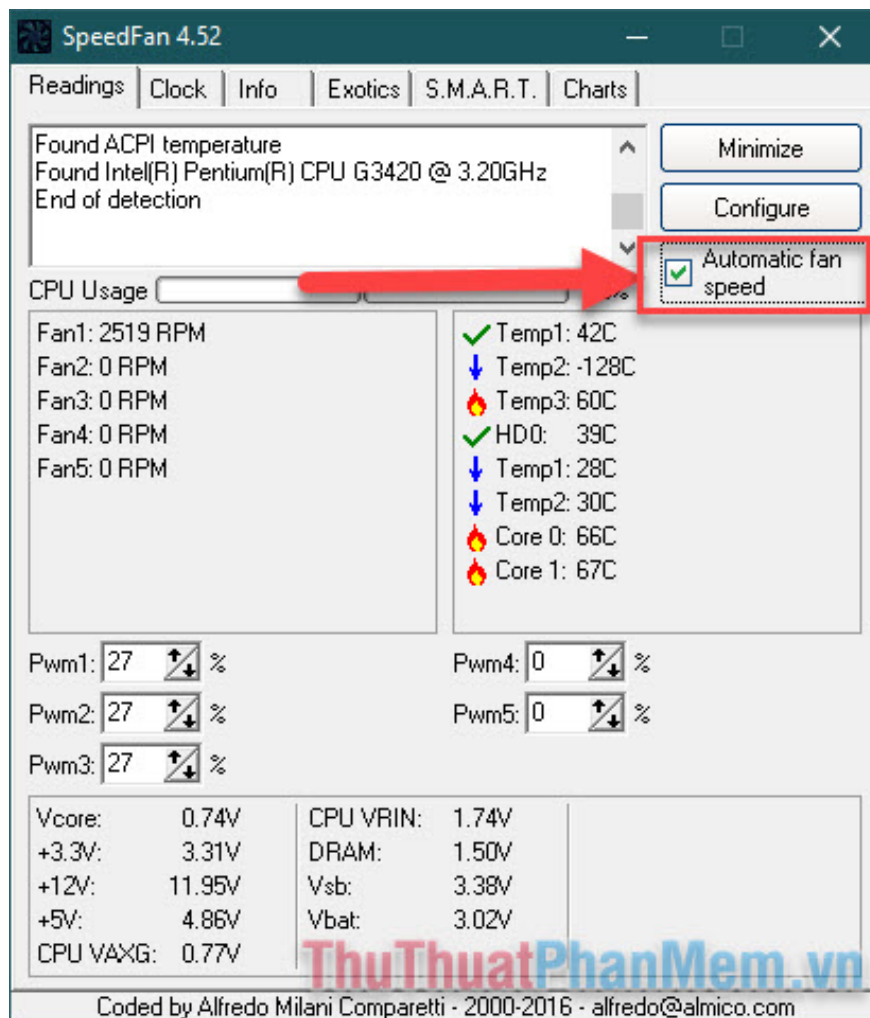 SpeedFan 4.52
Readings Clock Info Exotics S.M.A.R.T. Charts
Found ACPI temperature
Found Intel(R) Pentium(R) CPU G3420 @ 3.20GHz
End of detection
Minimize
Configure
Automatic fan
speed
CPU Usage %
Fan1: 2519 RPM
Fan2: 0 RPM
Fan3: 0 RPM
Fan4: 0 RPM
Fan5: 0 RPM
Temp1: 42C
Temp2: -128C
Temp3: 60C
HD0: 39C
Temp1: 28C
Temp2: 30C
Core 0: 66C
Core 1: 67C
Pwm1: 27 %
Pwm2: 27 %
Pwm3: 27 %
Pwm4: 0 %
Pwm5: 0 %
Vcore: 0.74V
+3.3V: 3.31V
+12V: 11.95V
+5V: 4.86V
CPU VAXG: 0.77V
CPU VRIN: 1.74V
DRAM: 1.50V
Vsb: 3.38V
Vbat: 3.02V
ThuThuatPhanMem.vn
Coded by Alfredo Milani Comparetti - 2000-2016 - alfredo@almico.com